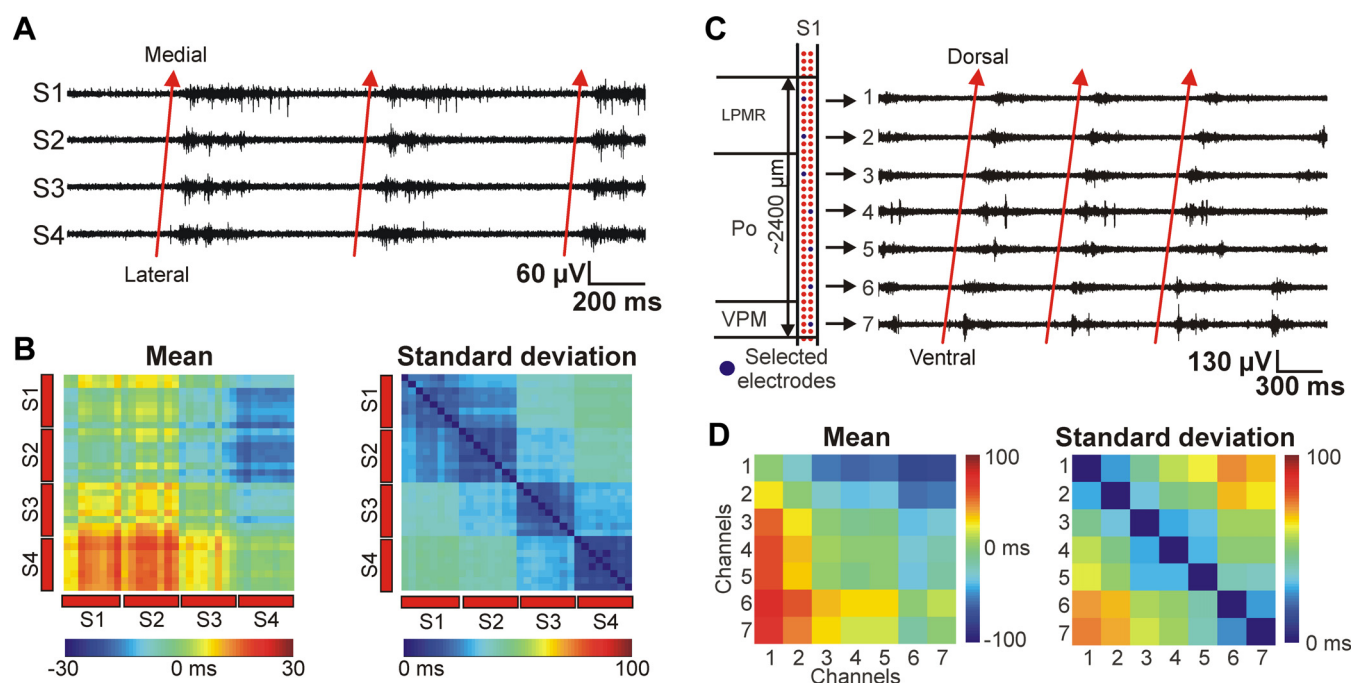 A
Medial
S1
S2
S3
S4
Lateral
60 µV
200 ms
B
Mean
Standard deviation
S1
S2
S3
S4
S1
S2
S3
S4
S1 S2 S3 S4
S1 S2 S3 S4
-30 0 ms 30
0 ms 100
C
S1
LPMR
Po
VPM
~2400 µm
Selected
electrodes
Dorsal
1
2
3
4
5
6
7
Ventral
130 µV
300 ms
D
Mean
Standard deviation
Channels
1
2
3
4
5
6
7
1 2 3 4 5 6 7
Channels
100
0 ms
-100
1
2
3
4
5
6
7
1 2 3 4 5 6 7
100
0 ms